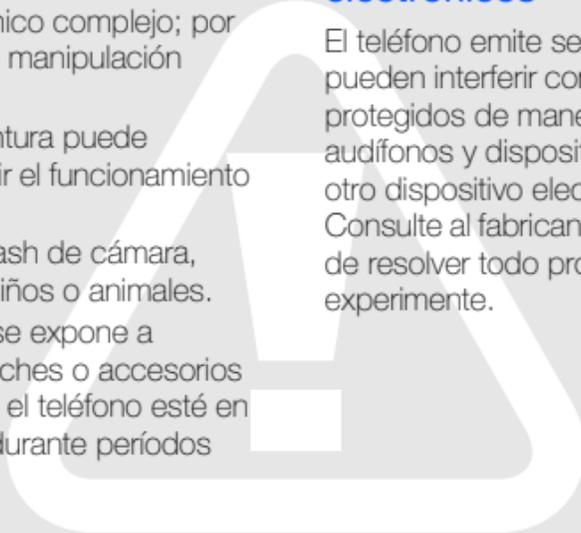 nico complejo; por
manipulación
ntura puede
ir el funcionamiento
ash de cámara,
iños o animales.
se expone a
ches o accesorios
el teléfono esté en
durante períodos
electrónicos
El teléfono emite se
pueden interferir con
protegidos de mane
audífonos y disposit
otro dispositivo elec
Consulte al fabrican
de resolver todo pro
experimente.